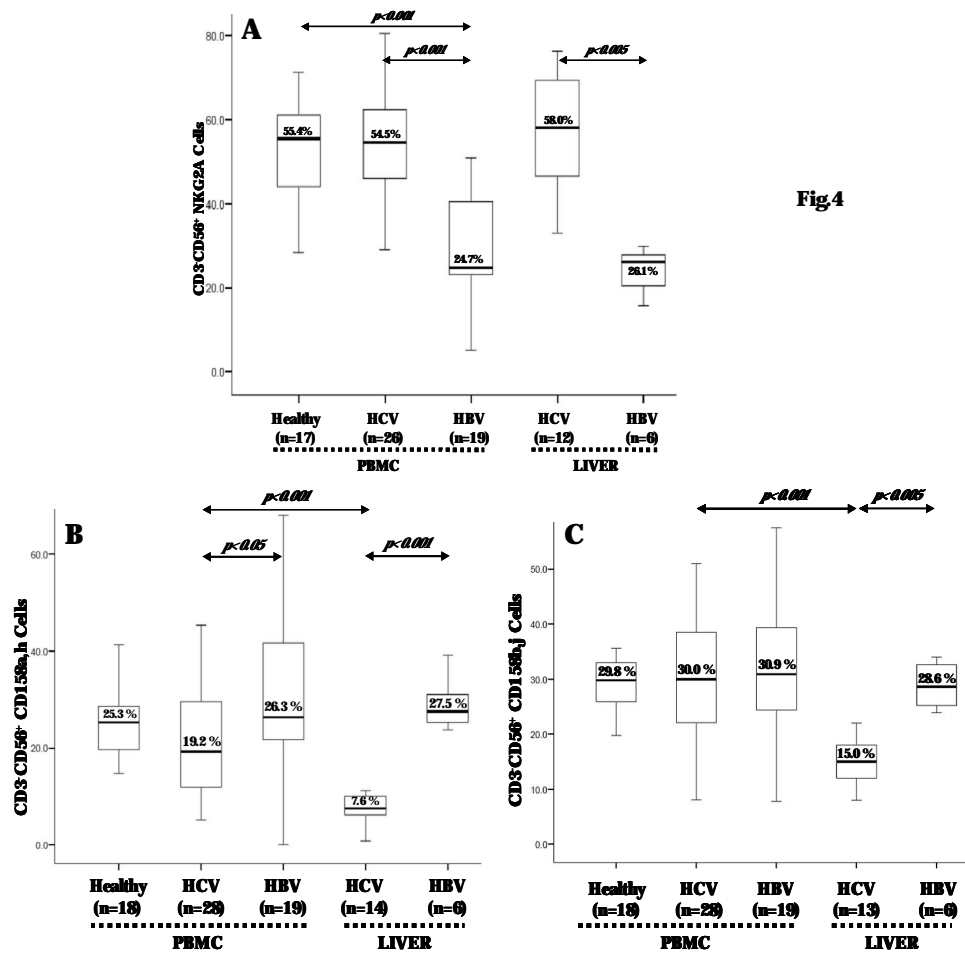 A
p<0.001
p<0.001
p<0.005
80.0
60.0
40.0
20.0
0.0
CD3-CD56+ NKG2A Cells
55.4%
54.5%
24.7%
58.0%
26.1%
Fig.4
Healthy HCV HBV HCV HBV
(n=17) (n=26) (n=19) (n=12) (n=6)
PBMC LIVER
B
p<0.001
p<0.05
p<0.001
60.0
40.0
20.0
0.0
CD3-CD56+ CD158a,h Cells
25.3 %
19.2 %
26.3 %
7.6 %
27.5 %
Healthy HCV HBV HCV HBV
(n=18) (n=28) (n=19) (n=14) (n=6)
PBMC LIVER
C
p<0.001
p<0.005
50.0
40.0
30.0
20.0
10.0
0.0
CD3-CD56+ CD158b,j Cells
29.8 %
30.0 %
30.9 %
15.0 %
28.6 %
Healthy HCV HBV HCV HBV
(n=18) (n=28) (n=19) (n=13) (n=6)
PBMC LIVER